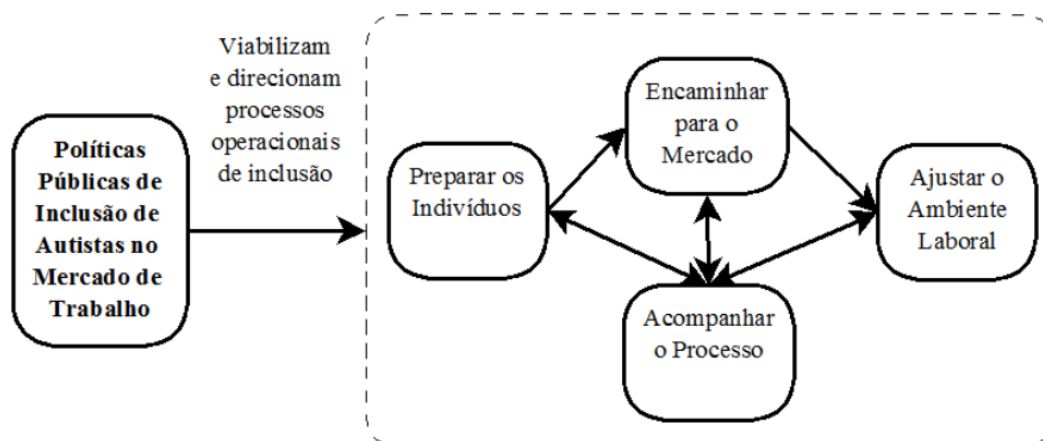 Políticas
Públicas de
Inclusão de
Autistas no
Mercado de
Trabalho
Viabilizam
e direcionam
processos
operacionais
de inclusão
Preparar os
Indivíduos
Encaminhar
para o
Mercado
Acompanhar
o Processo
Ajustar o
Ambiente
Laboral